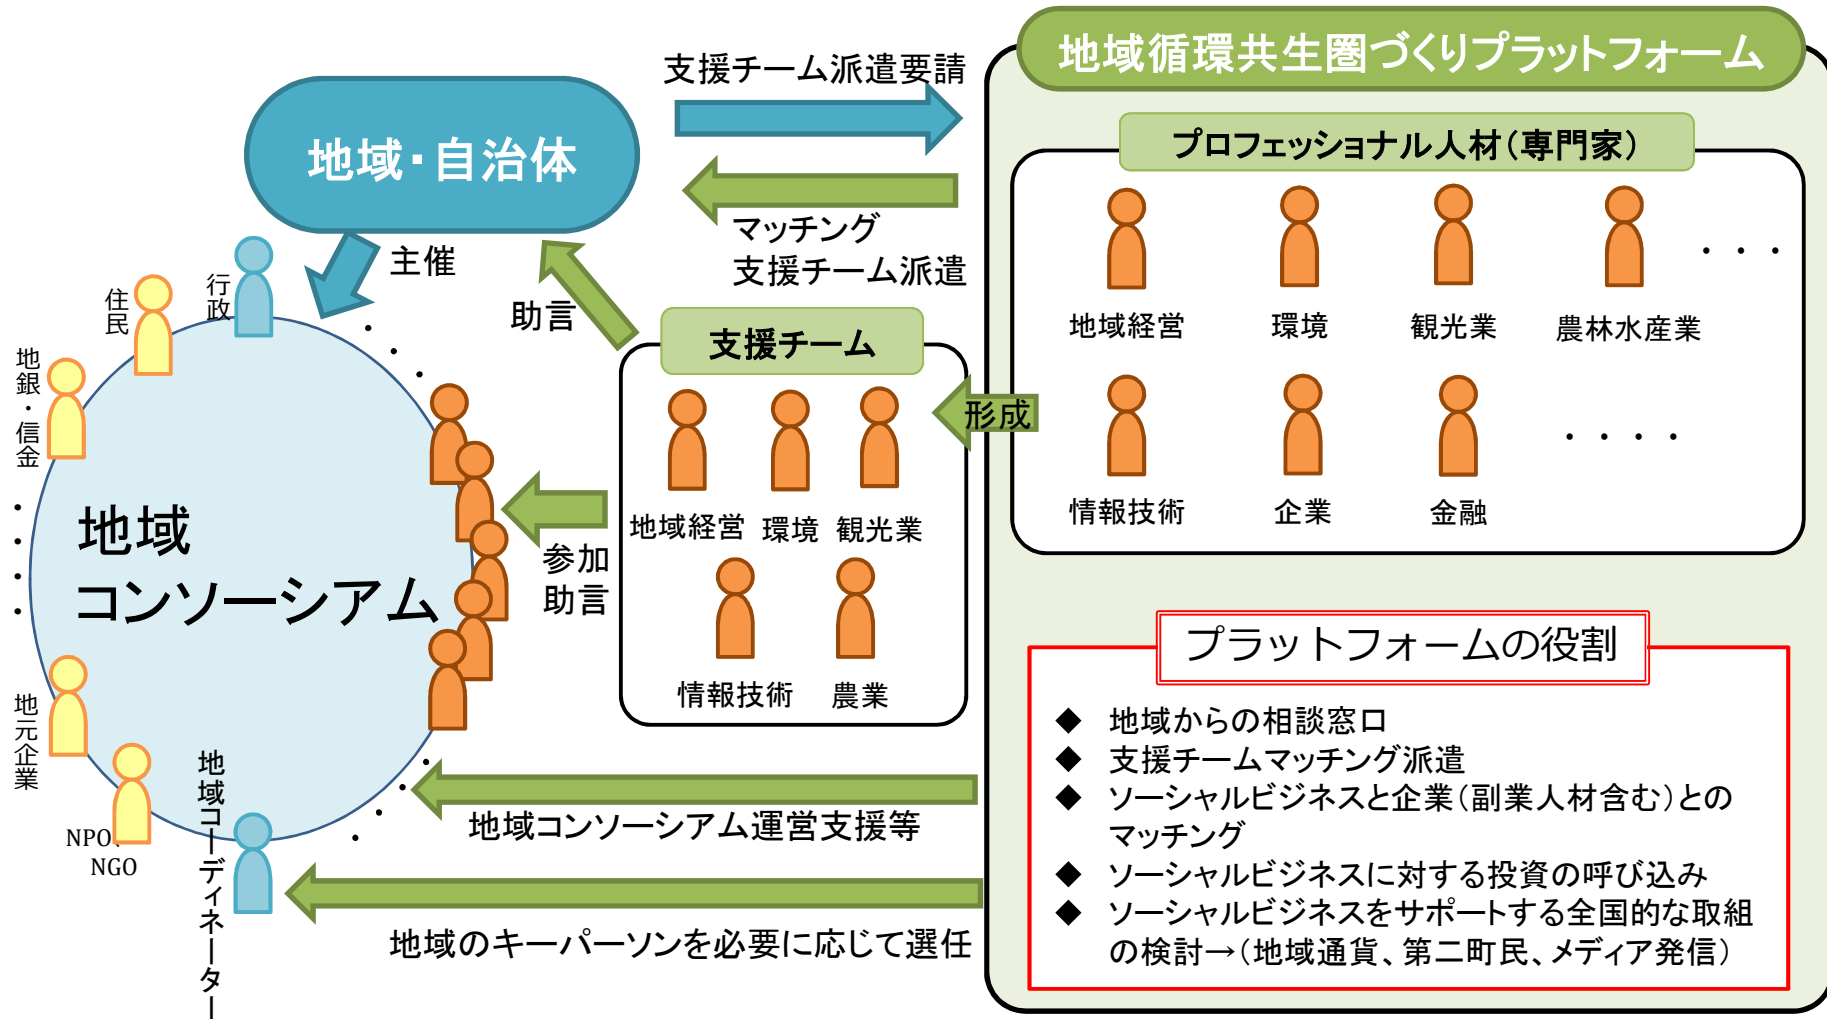 地域循環共生圏づくりプラットフォーム
支援チーム派遣要請
地域・自治体
プロフェッショナル人材（専門家）
マッチング
支援チーム派遣
主催
助言
行政
住民
地銀・信金
・・・・
地元企業
NPO、
NGO
地域コーディネーター
地域
コンソーシアム
・・・
・・・・
支援チーム
地域経営
環境
観光業
情報技術
農業
参加
助言
形成
地域経営
環境
観光業
農林水産業
・・・
情報技術
企業
金融
・・・・
地域コンソーシアム運営支援等
地域のキーパーソンを必要に応じて選任
プラットフォームの役割
◆ 地域からの相談窓口
◆ 支援チームマッチング派遣
◆ ソーシャルビジネスと企業（副業人材含む）との
マッチング
◆ ソーシャルビジネスに対する投資の呼び込み
◆ ソーシャルビジネスをサポートする全国的な取組
の検討→（地域通貨、第二町民、メディア発信）